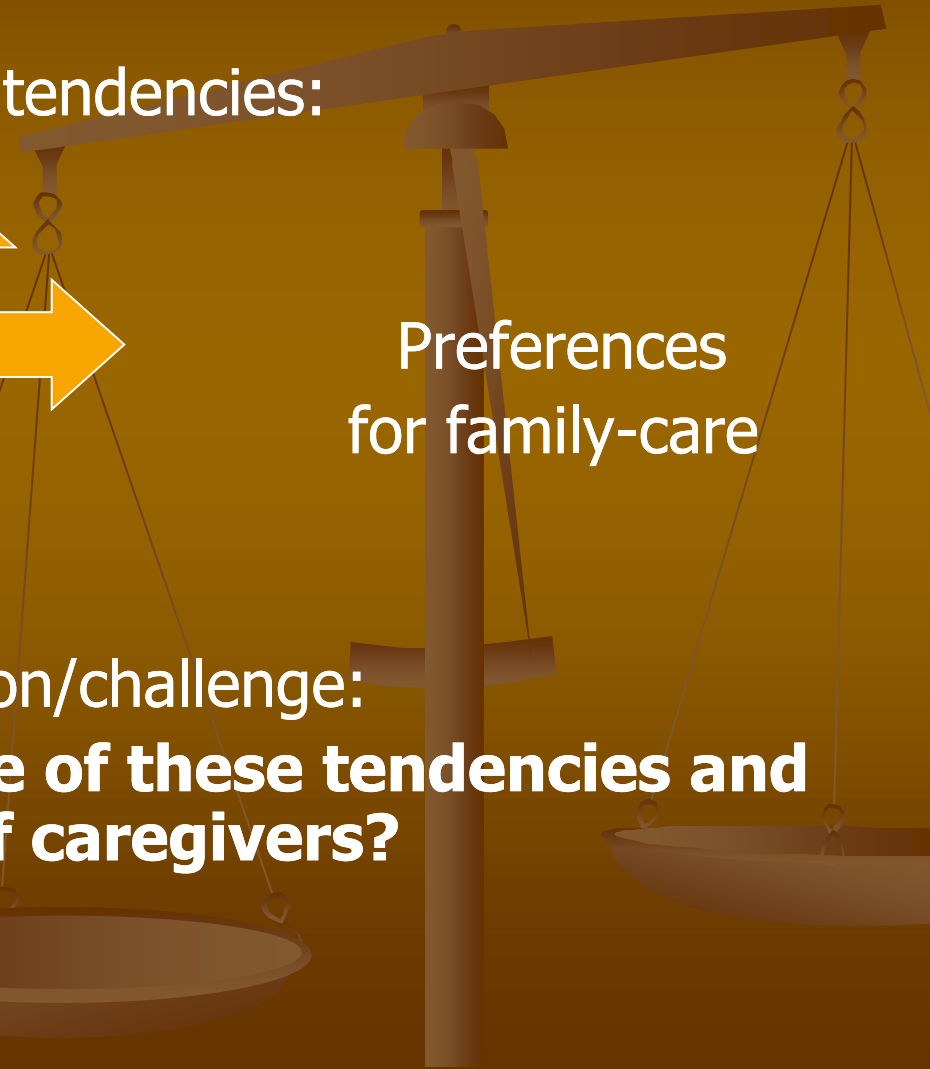 tendencies:
Preferences
for family-care
on/challenge:
e of these tendencies and
f caregivers?